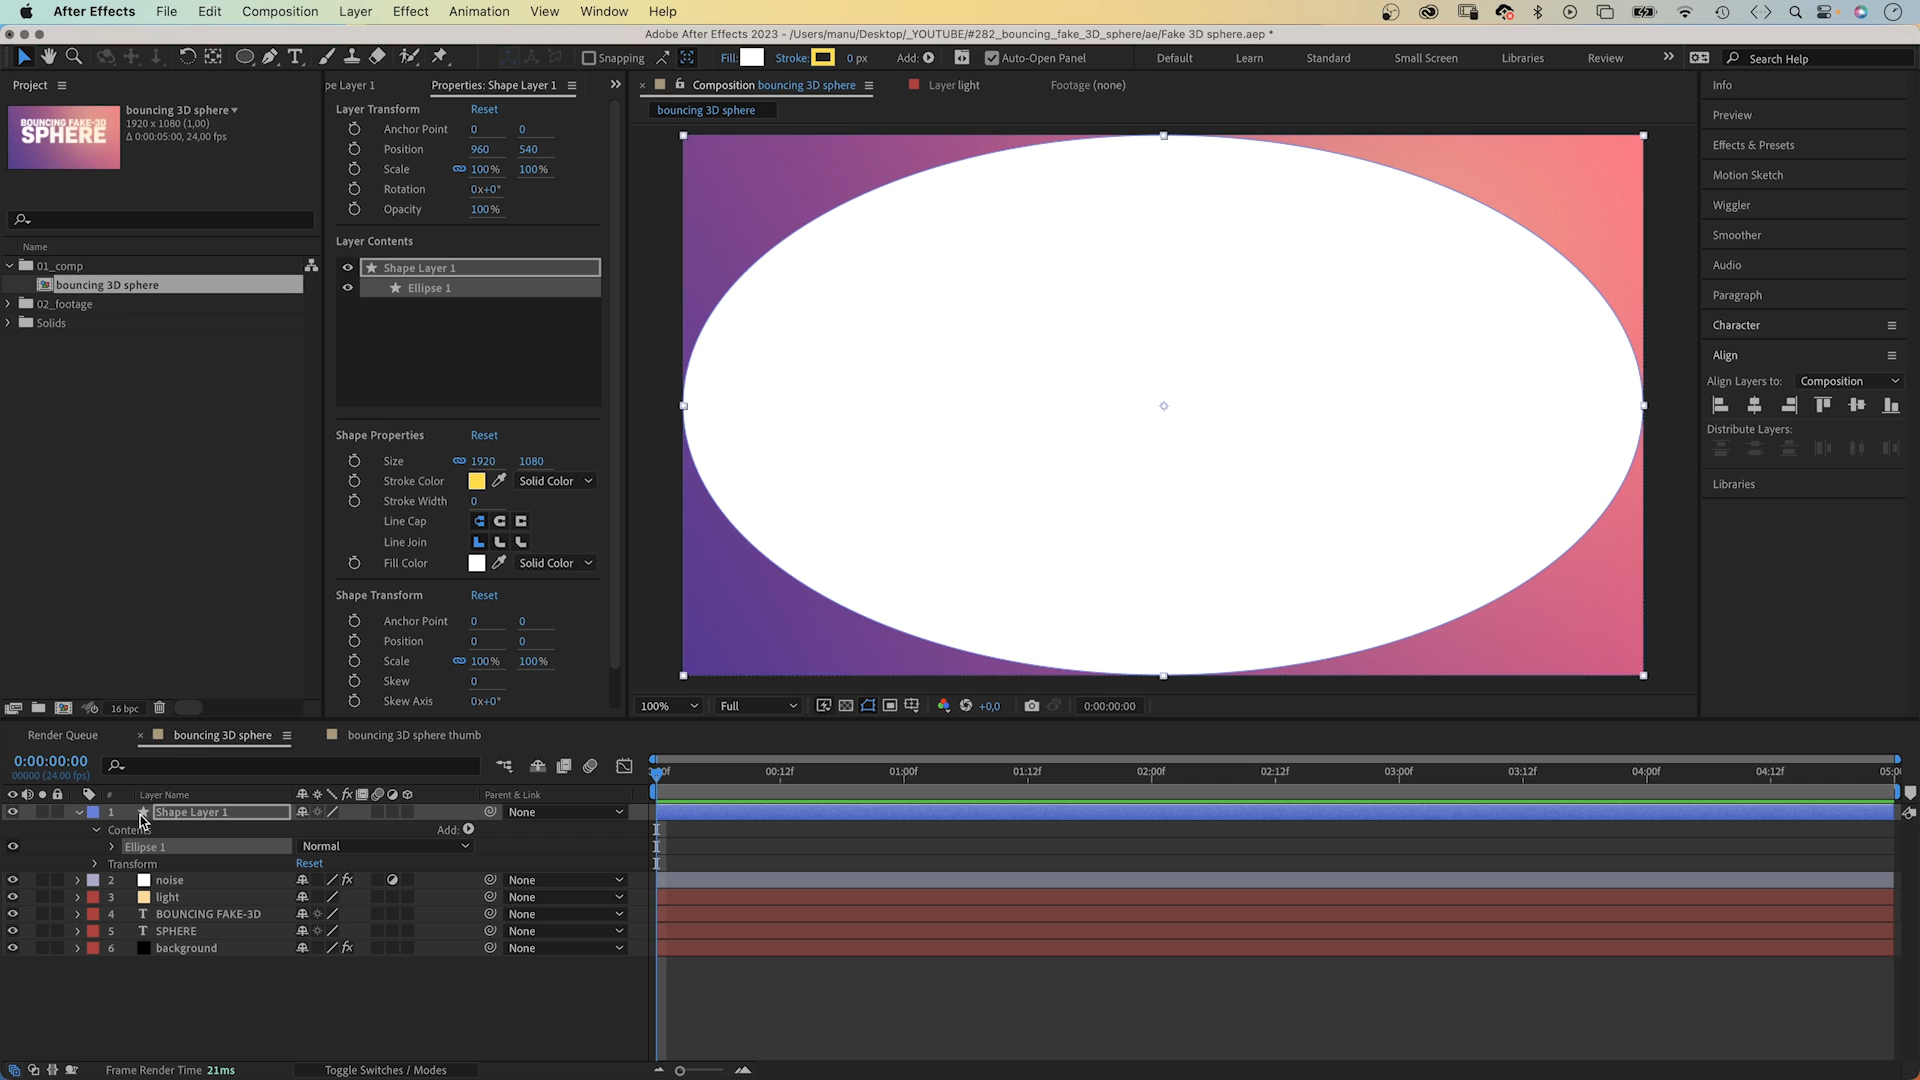 After Effects File Edit Composition Layer Effect Animation View Window Help
Adobe After Effects 2023 - /Users/manu/Desktop/_YOUTUBE/#282_bouncing_fake_3D_sphere/ae/Fake 3D sphere.aep *
Snapping Fill: Stroke: 0 px Add: Auto-Open Panel Default Learn Standard Small Screen Libraries Review Search Help
Project
BOUNCING FAKE-3D
SPHERE
bouncing 3D sphere
1920 x 1080 (1,00)
Δ 0:00:05:00, 24,00 fps
Name
01_comp
bouncing 3D sphere
02_footage
Solids
16 bpc
pe Layer 1 Properties: Shape Layer 1
Layer Transform Reset
Anchor Point 0 0
Position 960 540
Scale 100% 100%
Rotation 0x+0°
Opacity 100%
Layer Contents
Shape Layer 1
Ellipse 1
Shape Properties Reset
Size 1920 1080
Stroke Color Solid Color
Stroke Width 0
Line Cap
Line Join
Fill Color Solid Color
Shape Transform Reset
Anchor Point 0 0
Position 0 0
Scale 100% 100%
Skew 0
Skew Axis 0x+0°
Composition bouncing 3D sphere Layer light Footage (none)
bouncing 3D sphere
100% Full +0,0 0:00:00:00
Info
Preview
Effects & Presets
Motion Sketch
Wiggler
Smoother
Audio
Paragraph
Character
Align
Align Layers to: Composition
Distribute Layers:
Libraries
Render Queue bouncing 3D sphere bouncing 3D sphere thumb
0:00:00:00
00000 (24.00 fps)
00:12f 01:00f 01:12f 02:00f 02:12f 03:00f 03:12f 04:00f 04:12f
# Layer Name Parent & Link
1 Shape Layer 1 None
Add:
Ellipse 1 Normal
Transform Reset
2 noise fx None
3 light None
4 T BOUNCING FAKE-3D None
5 T SPHERE None
6 background fx None
Frame Render Time 21ms Toggle Switches / Modes